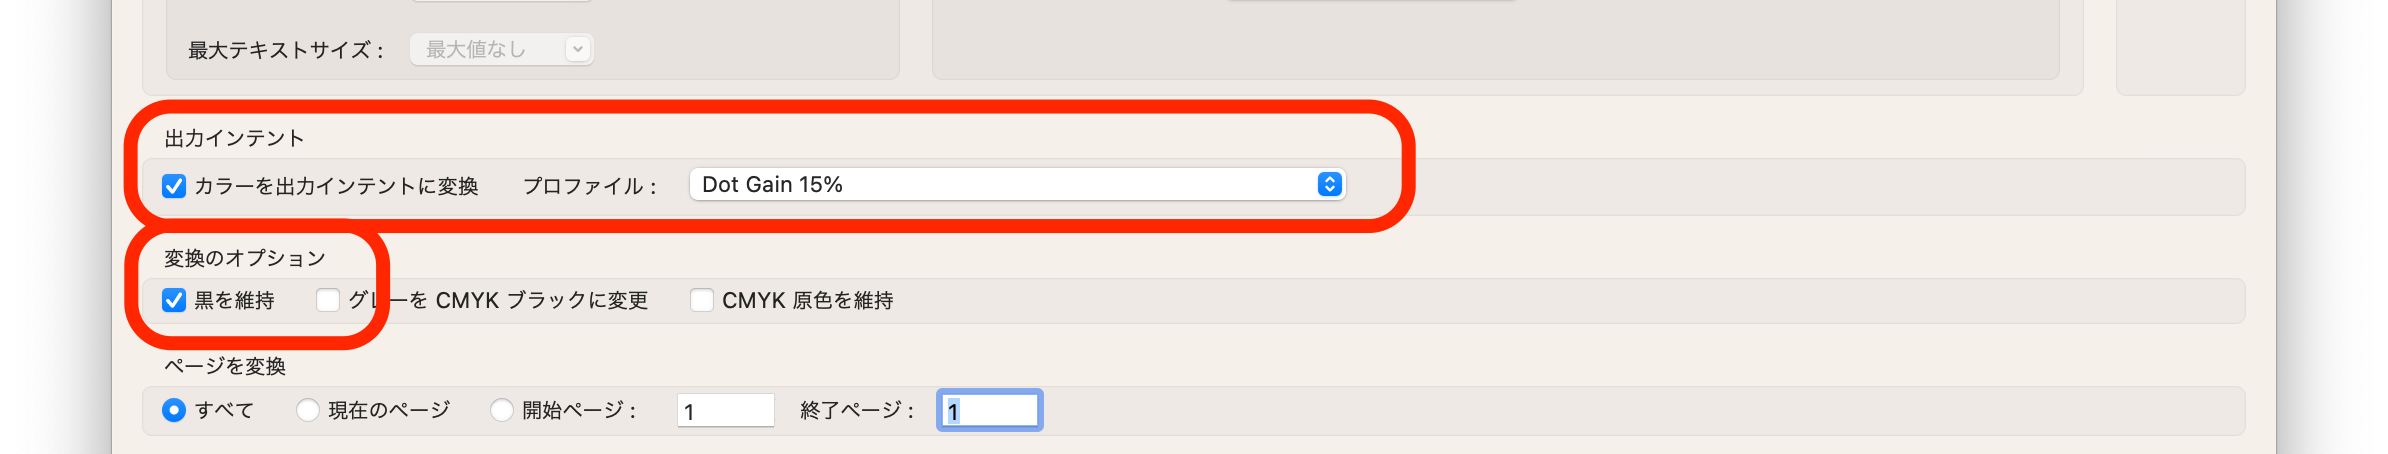 最大テキストサイズ： 最大値なし
出力インテント
カラーを出力インテントに変換 プロファイル： Dot Gain 15%
変換のオプション
黒を維持 グレーを CMYK ブラックに変更 CMYK 原色を維持
ページを変換
すべて 現在のページ 開始ページ： 1 終了ページ： 1